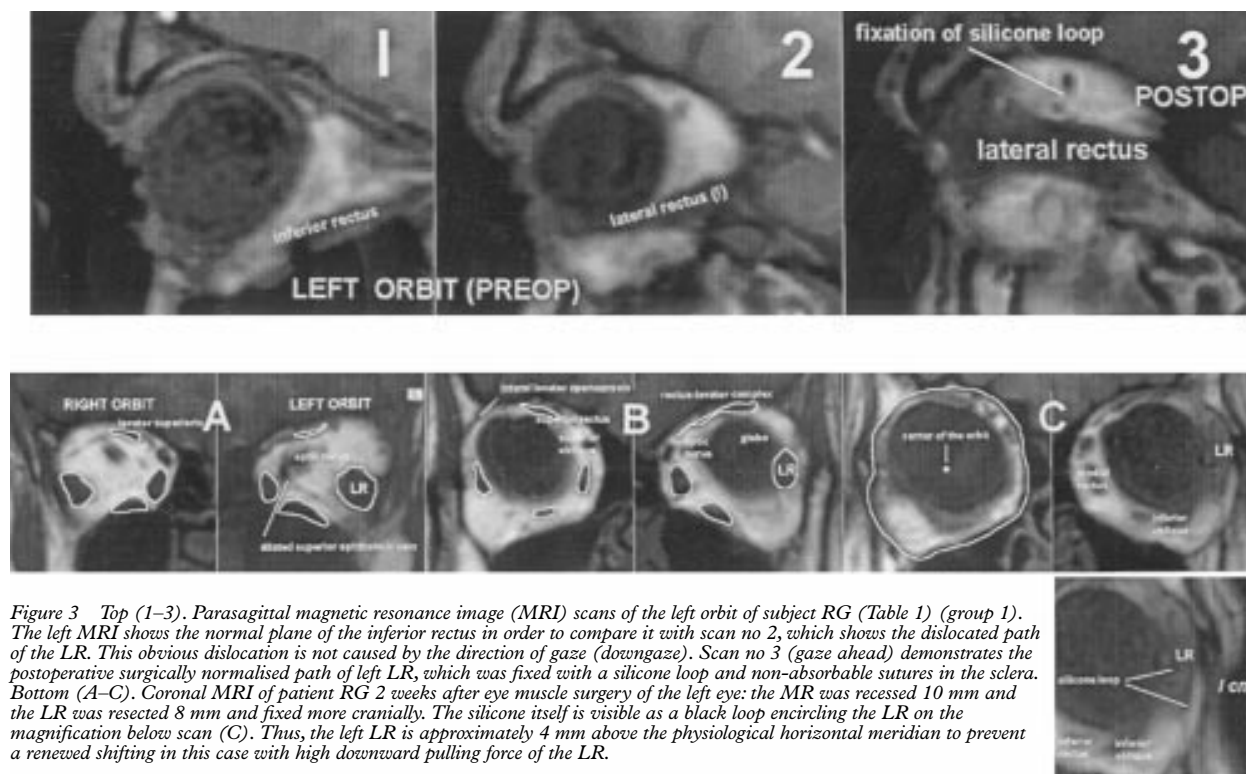 1
2
3
fixation of silicone loop
POSTOP
lateral rectus
inferior rectus
lateral rectus (l)
LEFT ORBIT (PREOP)
RIGHT ORBIT
A
LEFT ORBIT
LR
B
superior rectus
rectus-levator complex
globe
LR
center of the orbit
C
LR
inferior oblique
LR
silicone loop
1 cm
inferior rectus
inferior oblique
Figure 3 Top (1–3). Parasagittal magnetic resonance image (MRI) scans of the left orbit of subject RG (Table 1) (group 1).
The left MRI shows the normal plane of the inferior rectus in order to compare it with scan no 2, which shows the dislocated path
of the LR. This obvious dislocation is not caused by the direction of gaze (downgaze). Scan no 3 (gaze ahead) demonstrates the
postoperative surgically normalised path of left LR, which was fixed with a silicone loop and non-absorbable sutures in the sclera.
Bottom (A–C). Coronal MRI of patient RG 2 weeks after eye muscle surgery of the left eye: the MR was recessed 10 mm and
the LR was resected 8 mm and fixed more cranially. The silicone itself is visible as a black loop encircling the LR on the
magnification below scan (C). Thus, the left LR is approximately 4 mm above the physiological horizontal meridian to prevent
a renewed shifting in this case with high downward pulling force of the LR.